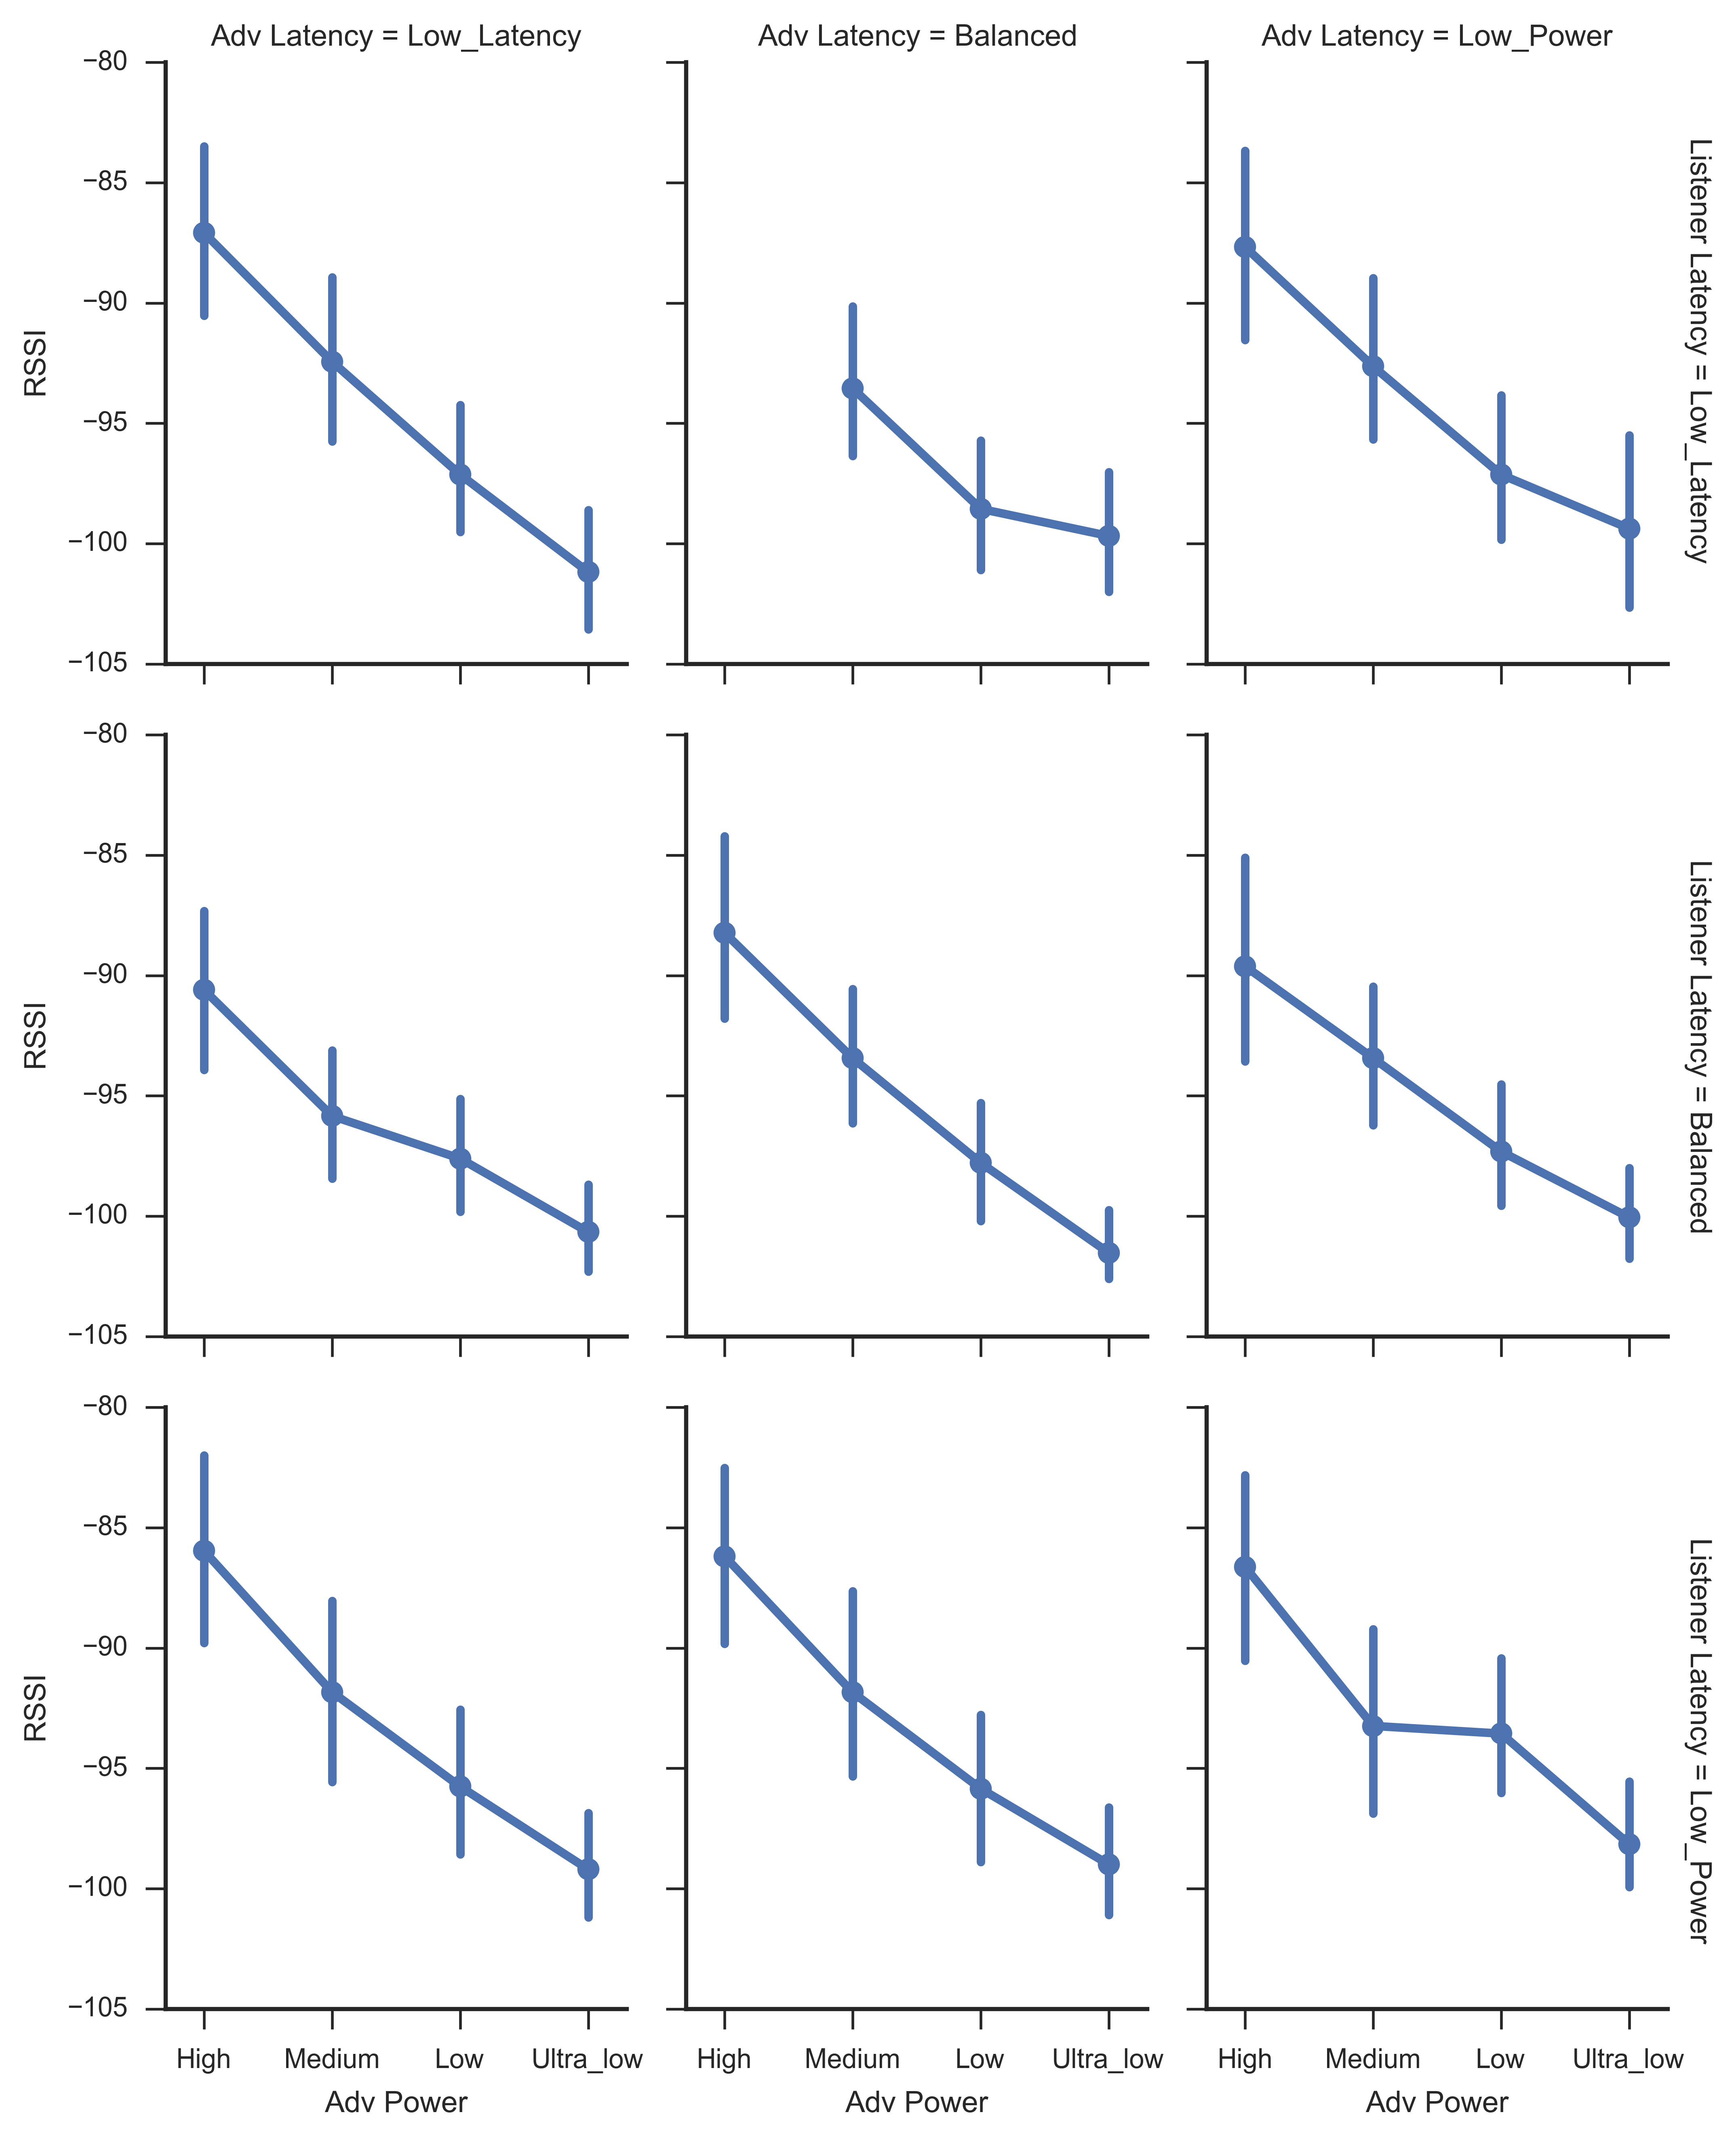 Adv Latency = Low_Latency
Adv Latency = Balanced
Adv Latency = Low_Power
−80
−85
−90
−95
−100
−105
RSSI
Listener Latency = Low_Latency
−80
−85
−90
−95
−100
−105
RSSI
Listener Latency = Balanced
−80
−85
−90
−95
−100
−105
RSSI
Listener Latency = Low_Power
High Medium Low Ultra_low
High Medium Low Ultra_low
High Medium Low Ultra_low
Adv Power
Adv Power
Adv Power